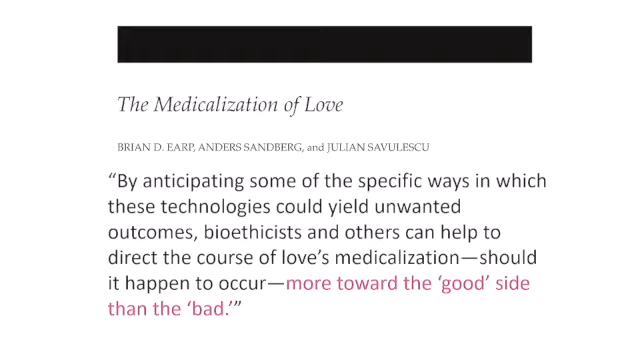 The Medicalization of Love
BRIAN D. EARP, ANDERS SANDBERG, and JULIAN SAVULESCU
“By anticipating some of the specific ways in which
these technologies could yield unwanted
outcomes, bioethicists and others can help to
direct the course of love’s medicalization—should
it happen to occur—more toward the ‘good’ side
than the ‘bad.’”